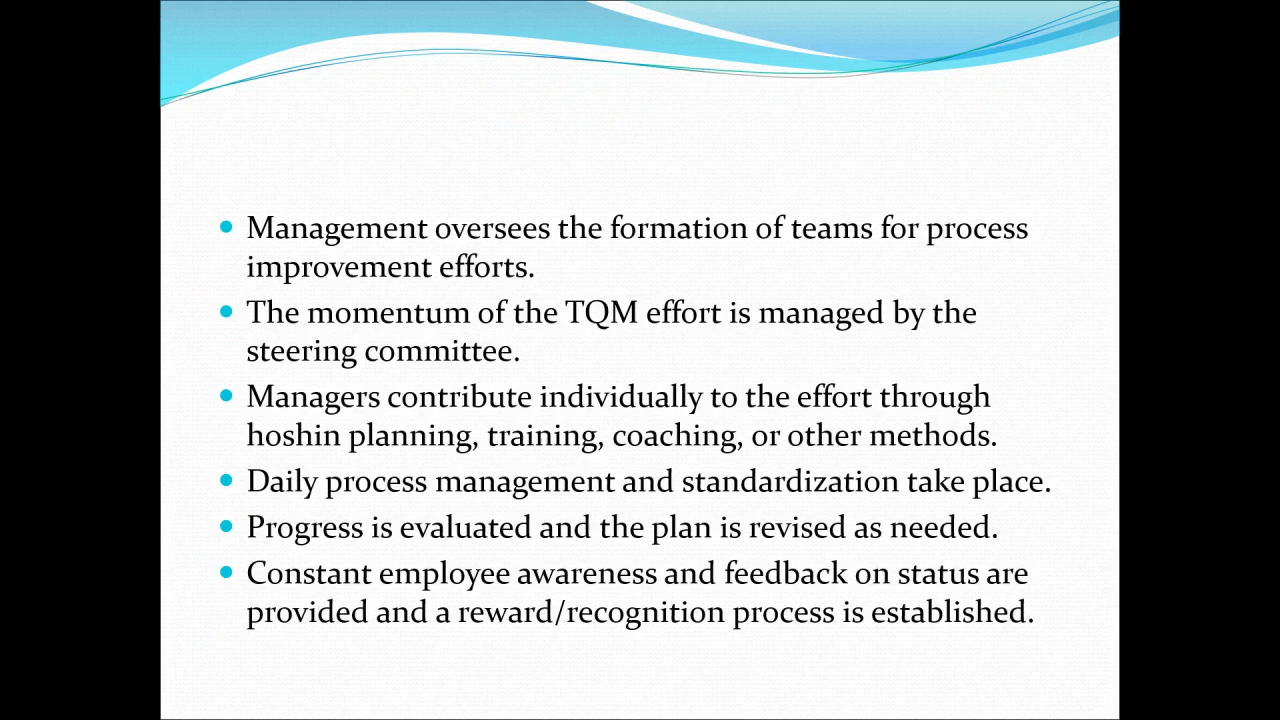 • Management oversees the formation of teams for process
improvement efforts.
• The momentum of the TQM effort is managed by the
steering committee.
• Managers contribute individually to the effort through
hoshin planning, training, coaching, or other methods.
• Daily process management and standardization take place.
• Progress is evaluated and the plan is revised as needed.
• Constant employee awareness and feedback on status are
provided and a reward/recognition process is established.